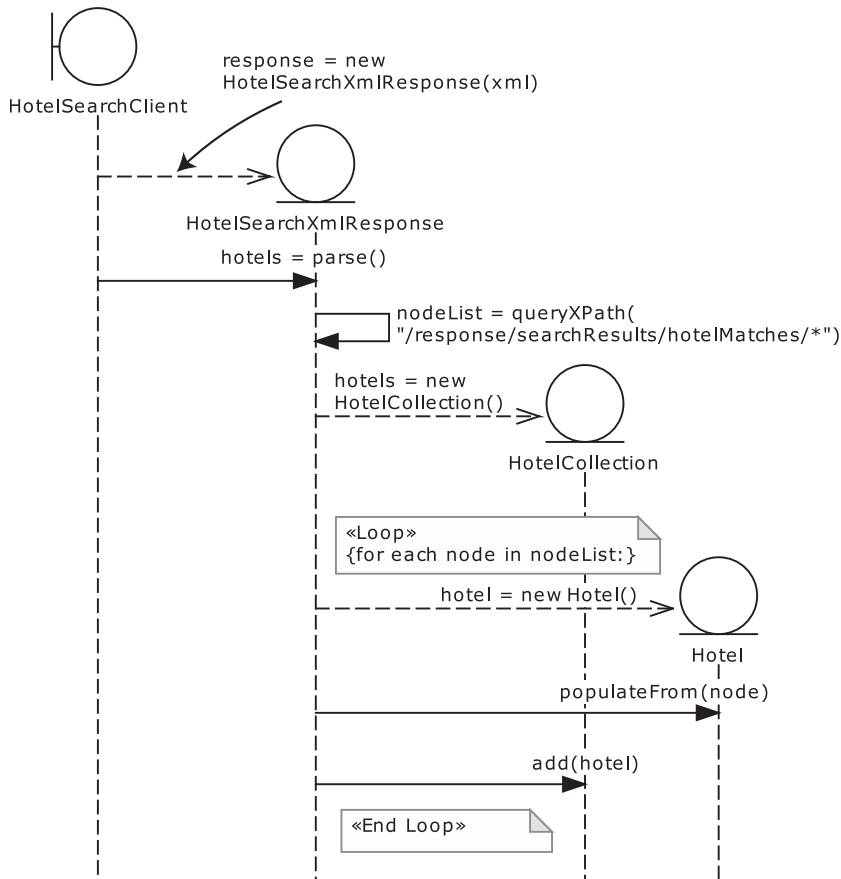 response = new
HotelSearchXmlResponse(xml)
HotelSearchClient
HotelSearchXmlResponse
hotels = parse()
nodeList = queryXPath(
"/response/searchResults/hotelMatches/*")
hotels = new
HotelCollection()
HotelCollection
«Loop»
{for each node in nodeList:}
hotel = new Hotel()
Hotel
populateFrom(node)
add(hotel)
«End Loop»